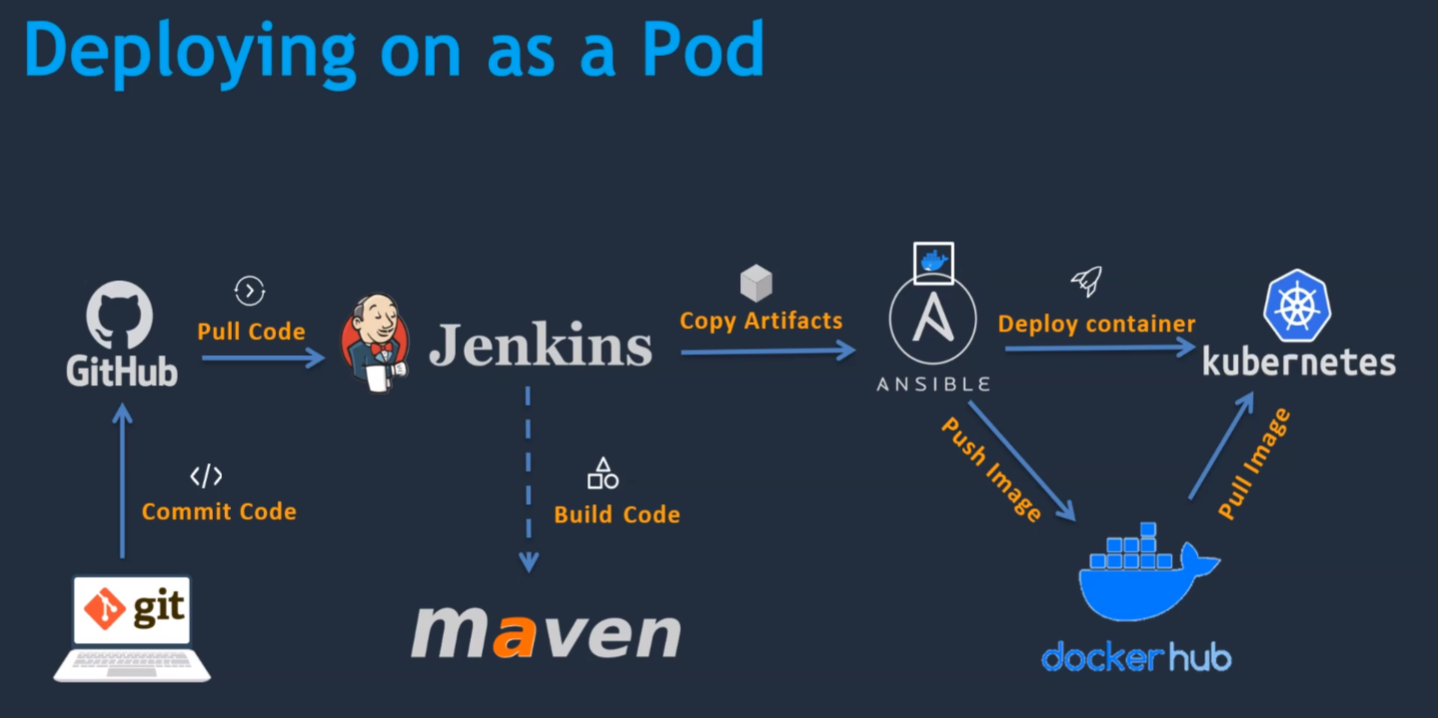 Deploying on as a Pod
Pull Code
GitHub
Jenkins
Copy Artifacts
ANSIBLE
Deploy container
kubernetes
Commit Code
Build Code
Push Image
Pull Image
git
maven
docker hub